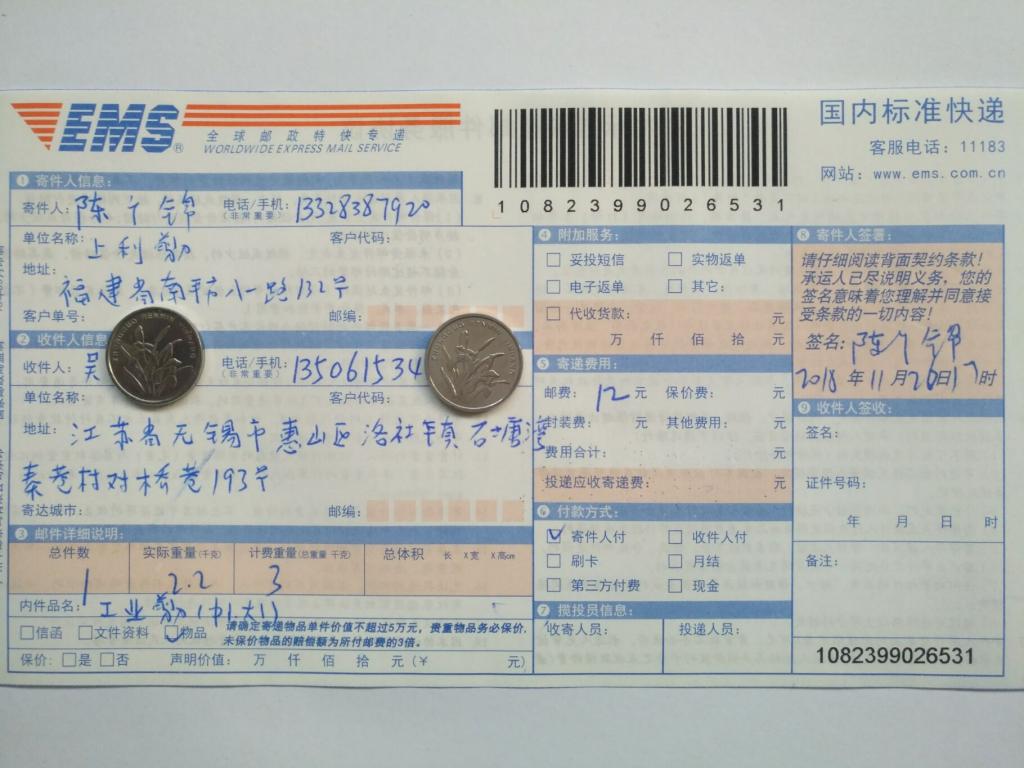 EMS®
全球邮政特快专递
WORLDWIDE EXPRESS MAIL SERVICE
1082399026531
国内标准快递
客服电话：11183
网站：www.ems.com.cn
1 寄件人信息：
寄件人：陈 锦 电话/手机：13328387920
（非常重要）
单位名称：上利剪 客户代码：
地址：
福建省南平 八一路132号
客户单号： 邮编：
2 收件人信息
收件人：吴 电话/手机：135061534
（非常重要）
单位名称： 客户代码：
地址：江苏省无锡市惠山区洛社镇石塘湾
秦巷村对桥巷193号
寄达城市： 邮编：
3 邮件详细说明：
总件数 实际重量(千克) 计费重量(总重量 千克) 总体积 长 X宽 X高cm
1 2.2 3
内件品名：工业剪(中1.大1)
信函 文件资料 物品
请确定寄递物品单件价值不超过5万元，贵重物品务必保价，
未保价物品的赔偿额为所付邮费的3倍。
保价： 是 否 声明价值： 万 仟 佰 拾 元（￥ 元）
4 附加服务：
妥投短信 实物返单
电子返单 其它：
代收货款： 元
万 仟 佰 拾 元
5 寄递费用：
邮费：12元 保价费： 元
封装费： 元 其他费用： 元
费用合计： 元
投递应收寄递费： 元
6 付款方式：
寄件人付 收件人付
刷卡 月结
第三方付费 现金
7 揽投员信息：
收寄人员： 投递人员：
8 寄件人签署：
请仔细阅读背面契约条款！
承运人已尽说明义务，您的
签名意味着您理解并同意接
受条款的一切内容！
签名：陈 锦
2018年11月26日17时
9 收件人签收：
签名：
证件号码：
年 月 日 时
备注：
1082399026531